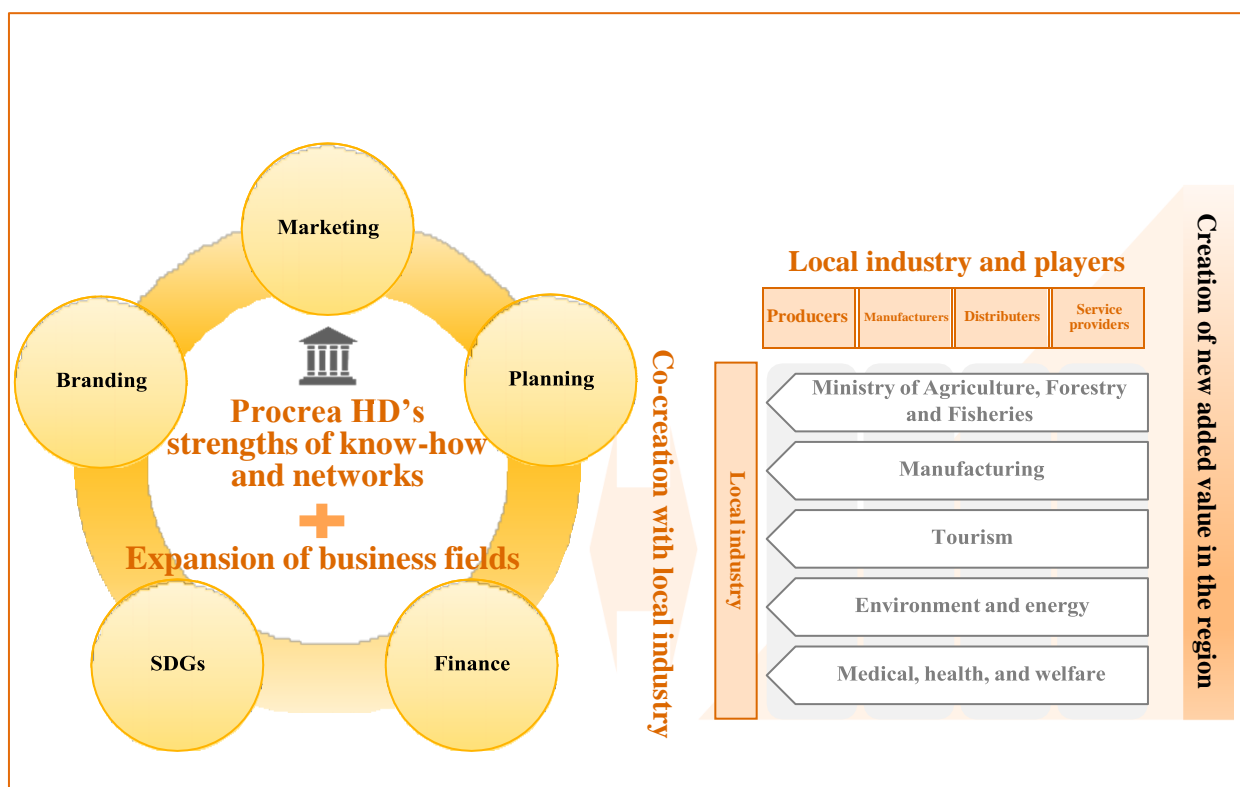 Marketing
Branding
Planning
Procrea HD’s
strengths of know-how
and networks
Expansion of business fields
SDGs
Finance
Co-creation with local industry
Local industry and players
Producers
Manufacturers
Distributers
Service
providers
Local industry
Ministry of Agriculture, Forestry
and Fisheries
Manufacturing
Tourism
Environment and energy
Medical, health, and welfare
Creation of new added value in the region